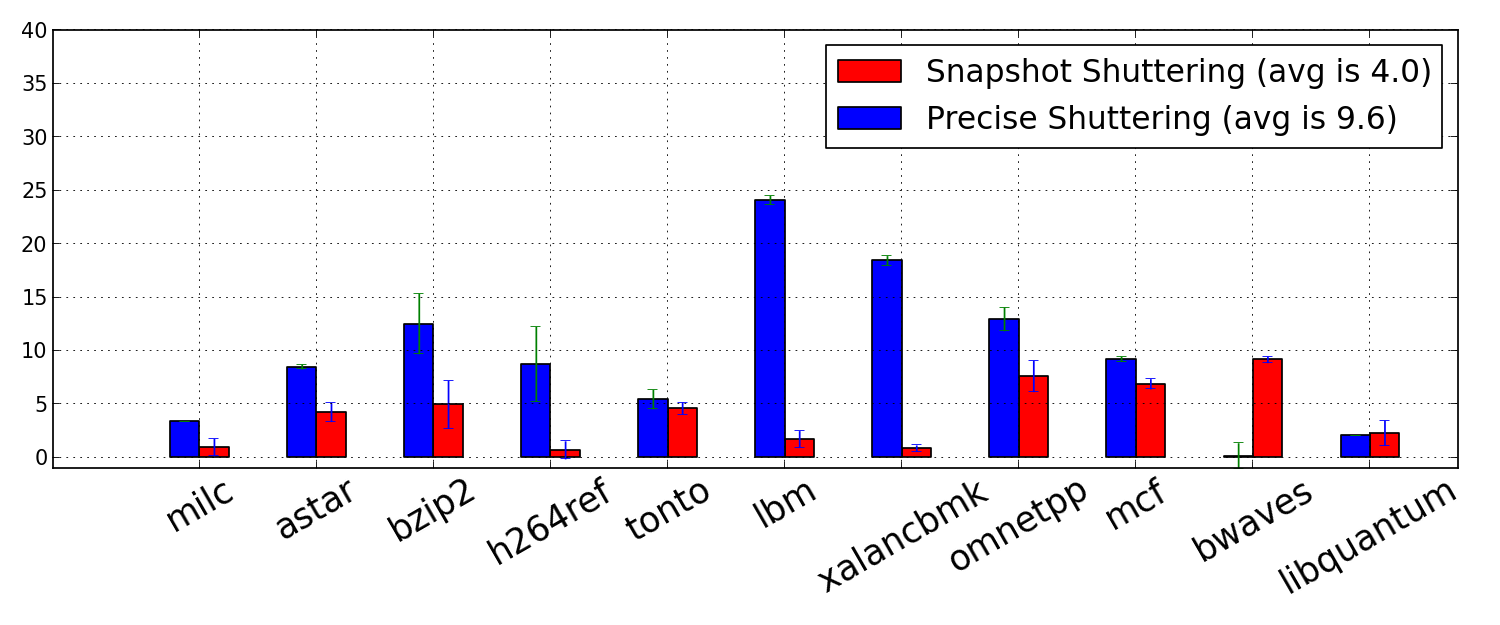 40
35
30
25
20
15
10
5
0
Snapshot Shuttering (avg is 4.0)
Precise Shuttering (avg is 9.6)
milc
astar
bzip2
h264ref
tonto
lbm
xalancbmk
omnetpp
mcf
bwaves
libquantum